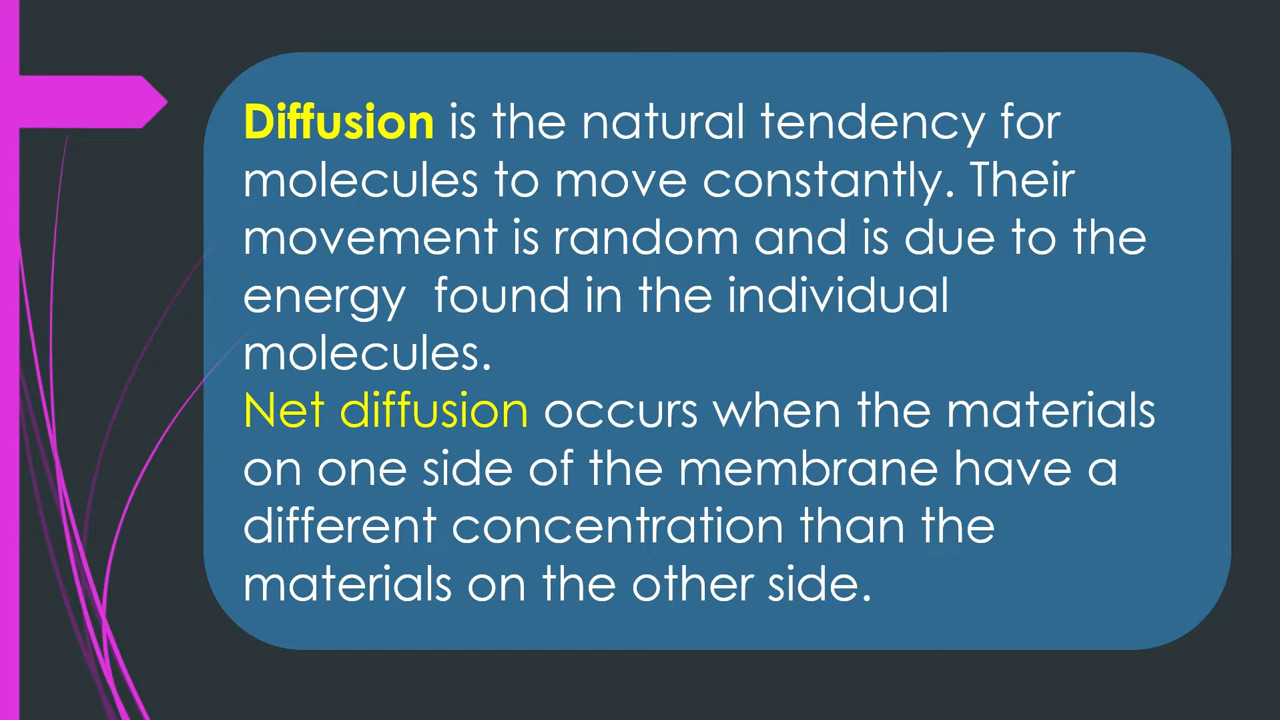 Diffusion is the natural tendency for
molecules to move constantly. Their
movement is random and is due to the
energy  found in the individual
molecules.
Net diffusion occurs when the materials
on one side of the membrane have a
different concentration than the
materials on the other side.